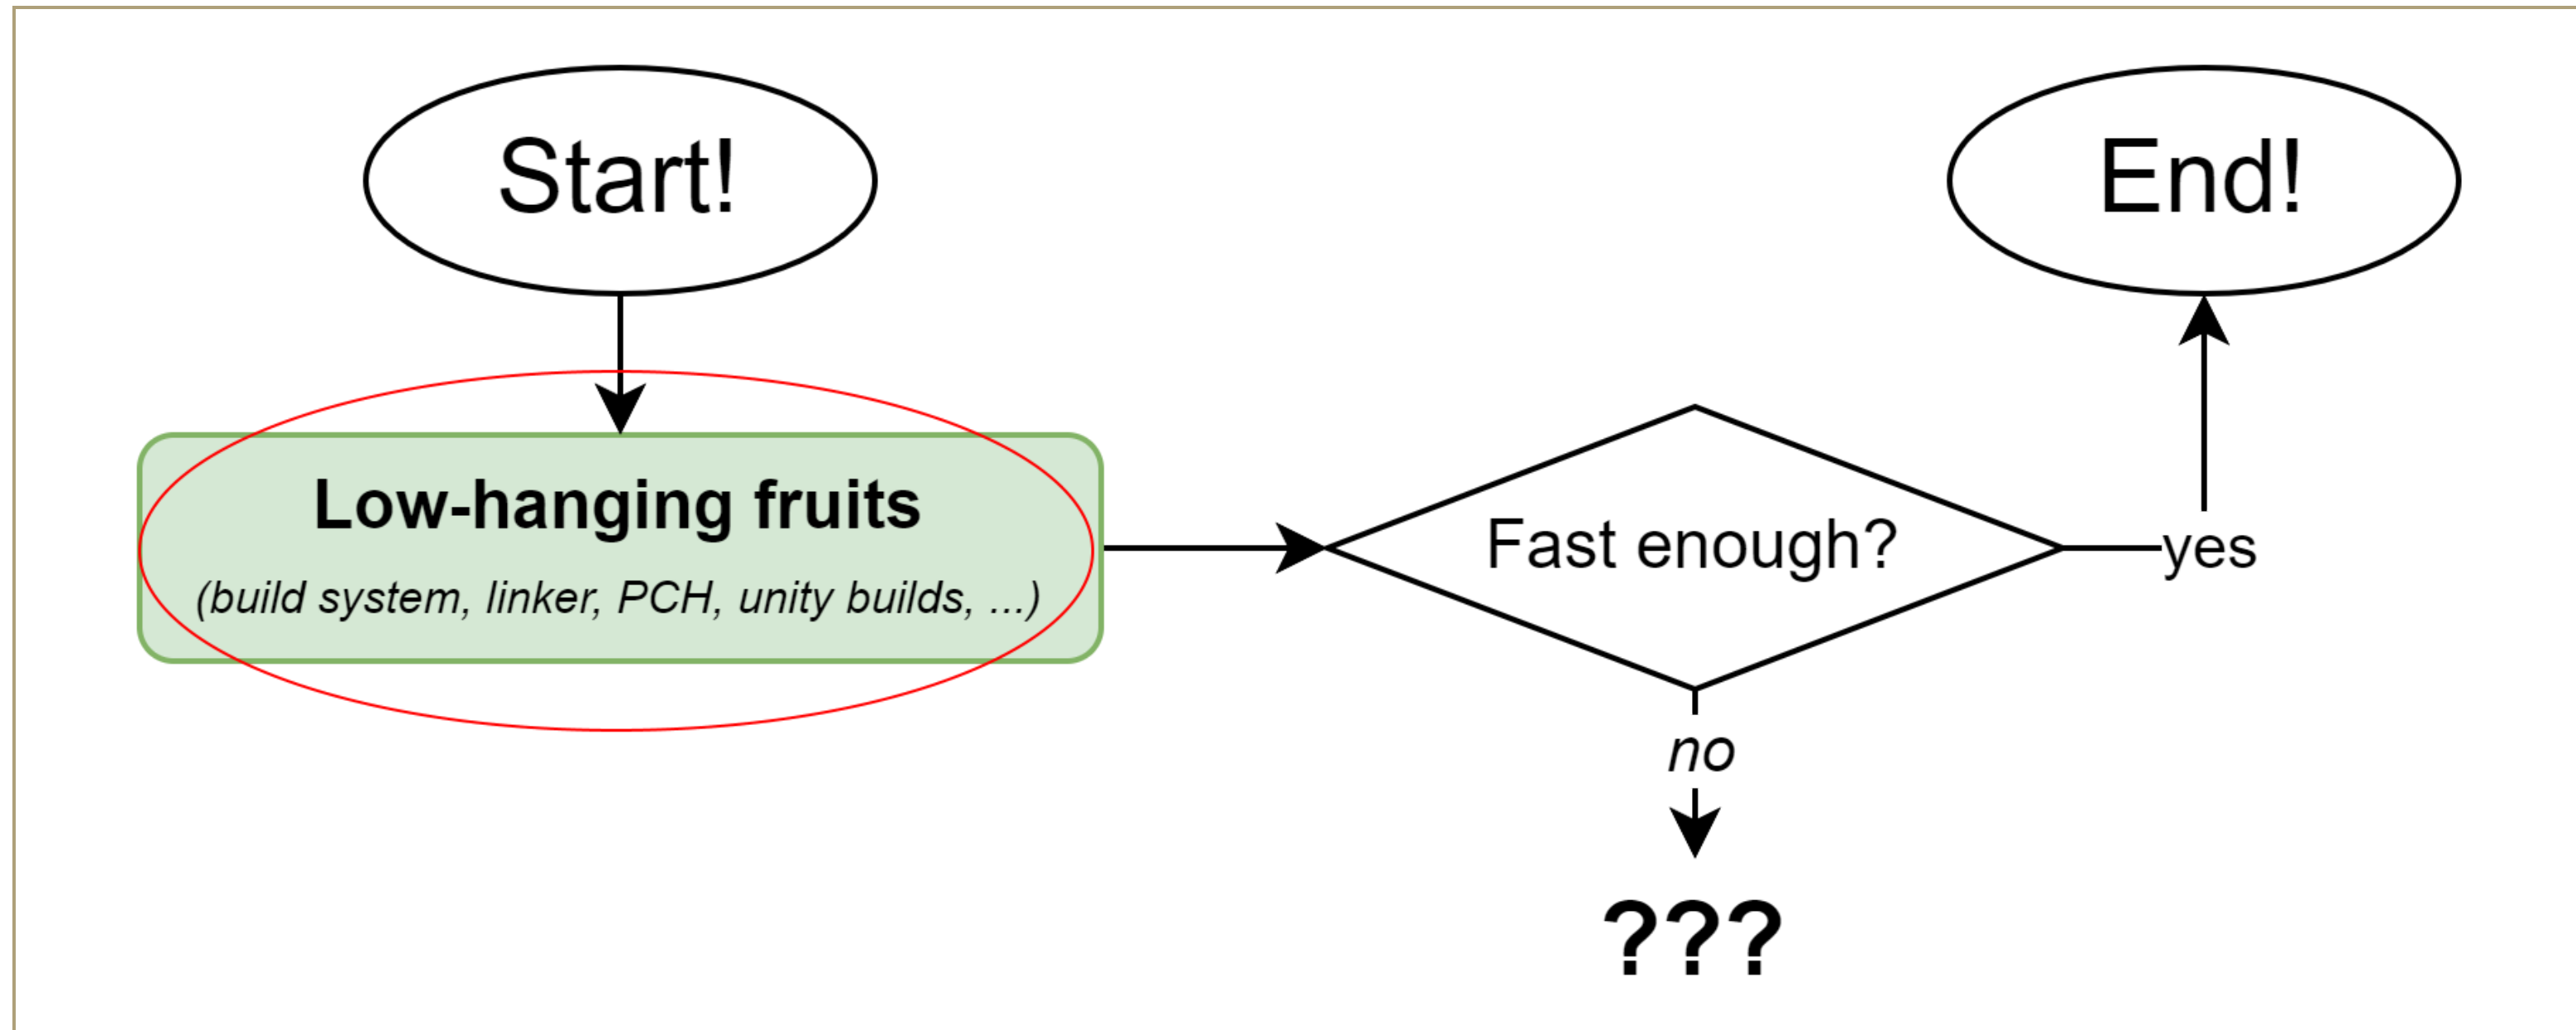 Start!
End!
Low-hanging fruits
(build system, linker, PCH, unity builds, ...)
Fast enough?
yes
no
???